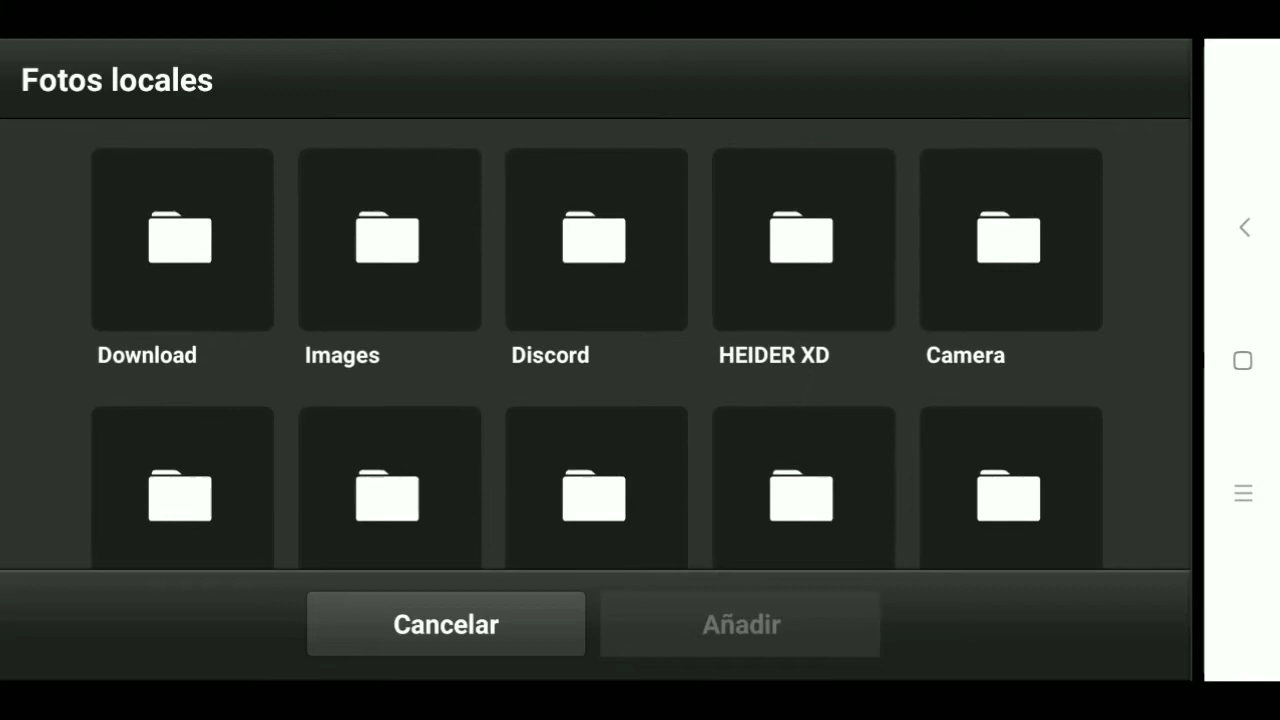 Fotos locales
Download
Images
Discord
HEIDER XD
Camera
Cancelar
Añadir